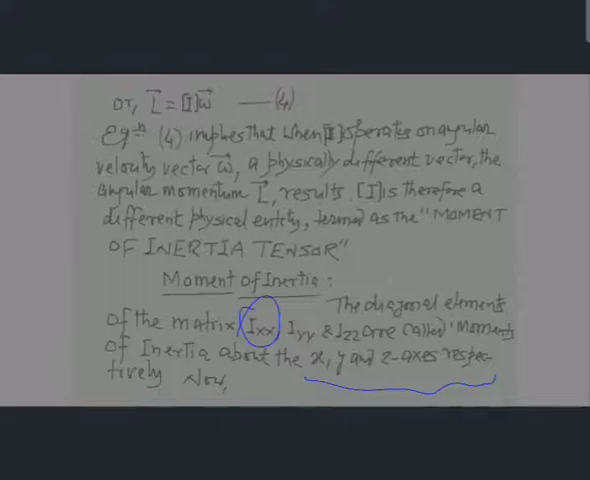 or, L⃗ = [I]ω⃗ —— (4)
Eqⁿ (4) implies that when [I] operates on angular
velocity vector ω⃗, a physically different vector, the
angular momentum L⃗, results. [I] is therefore a
different physical entity, termed as the "MOMENT
OF INERTIA TENSOR"
Moment of Inertia:
The diagonal elements
of the matrix, Ixx, Iyy & Izz are called 'Moments
of Inertia about the x, y and z-axes respec-
tively Now,